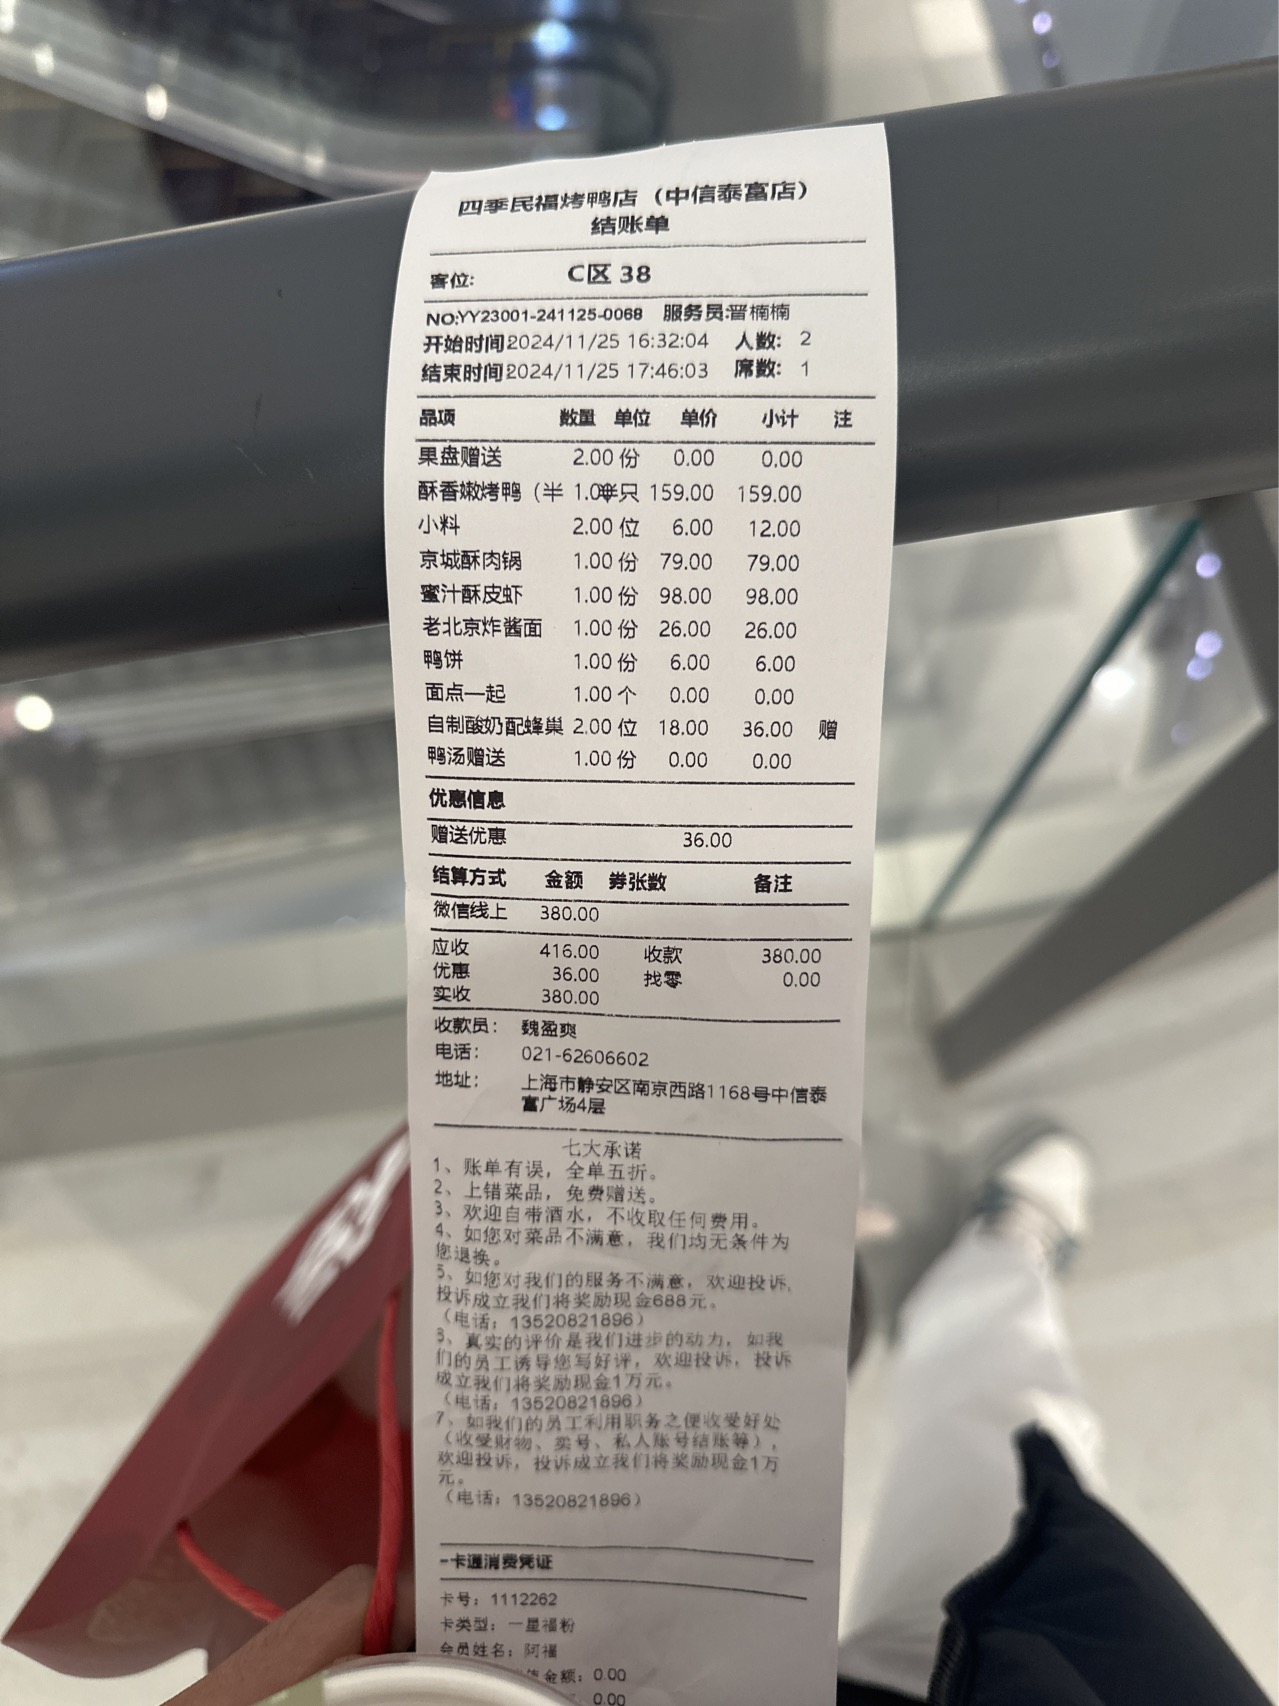 四季民福烤鸭店（中信泰富店）
结账单
客位： C区 38
NO:YY23001-241125-0068 服务员:晋楠楠
开始时间2024/11/25 16:32:04 人数： 2
结束时间2024/11/25 17:46:03 席数： 1
品项 数量 单位 单价 小计 注
果盘赠送 2.00 份 0.00 0.00
酥香嫩烤鸭（半 1.0半只 159.00 159.00
小料 2.00 位 6.00 12.00
京城酥肉锅 1.00 份 79.00 79.00
蜜汁酥皮虾 1.00 份 98.00 98.00
老北京炸酱面 1.00 份 26.00 26.00
鸭饼 1.00 份 6.00 6.00
面点一起 1.00 个 0.00 0.00
自制酸奶配蜂巢 2.00 位 18.00 36.00 赠
鸭汤赠送 1.00 份 0.00 0.00
优惠信息
赠送优惠 36.00
结算方式 金额 券张数 备注
微信线上 380.00
应收 416.00 收款 380.00
优惠 36.00 找零 0.00
实收 380.00
收款员： 魏盈爽
电话： 021-62606602
地址： 上海市静安区南京西路1168号中信泰
富广场4层
七大承诺
1、账单有误，全单五折。
2、上错菜品，免费赠送。
3、欢迎自带酒水，不收取任何费用。
4、如您对菜品不满意，我们均无条件为
您退换。
5、如您对我们的服务不满意，欢迎投诉，
投诉成立我们将奖励现金688元。
（电话：13520821896）
6、真实的评价是我们进步的动力，如我
们的员工诱导您写好评，欢迎投诉，投诉
成立我们将奖励现金1万元。
（电话：13520821896）
7、如我们的员工利用职务之便收受好处
（收受财物、卖号、私人账号结账等），
欢迎投诉，投诉成立我们将奖励现金1万
元。
（电话：13520821896）
一卡通消费凭证
卡号：1112262
卡类型：一星福粉
会员姓名：阿福
值金额：0.00
0.00